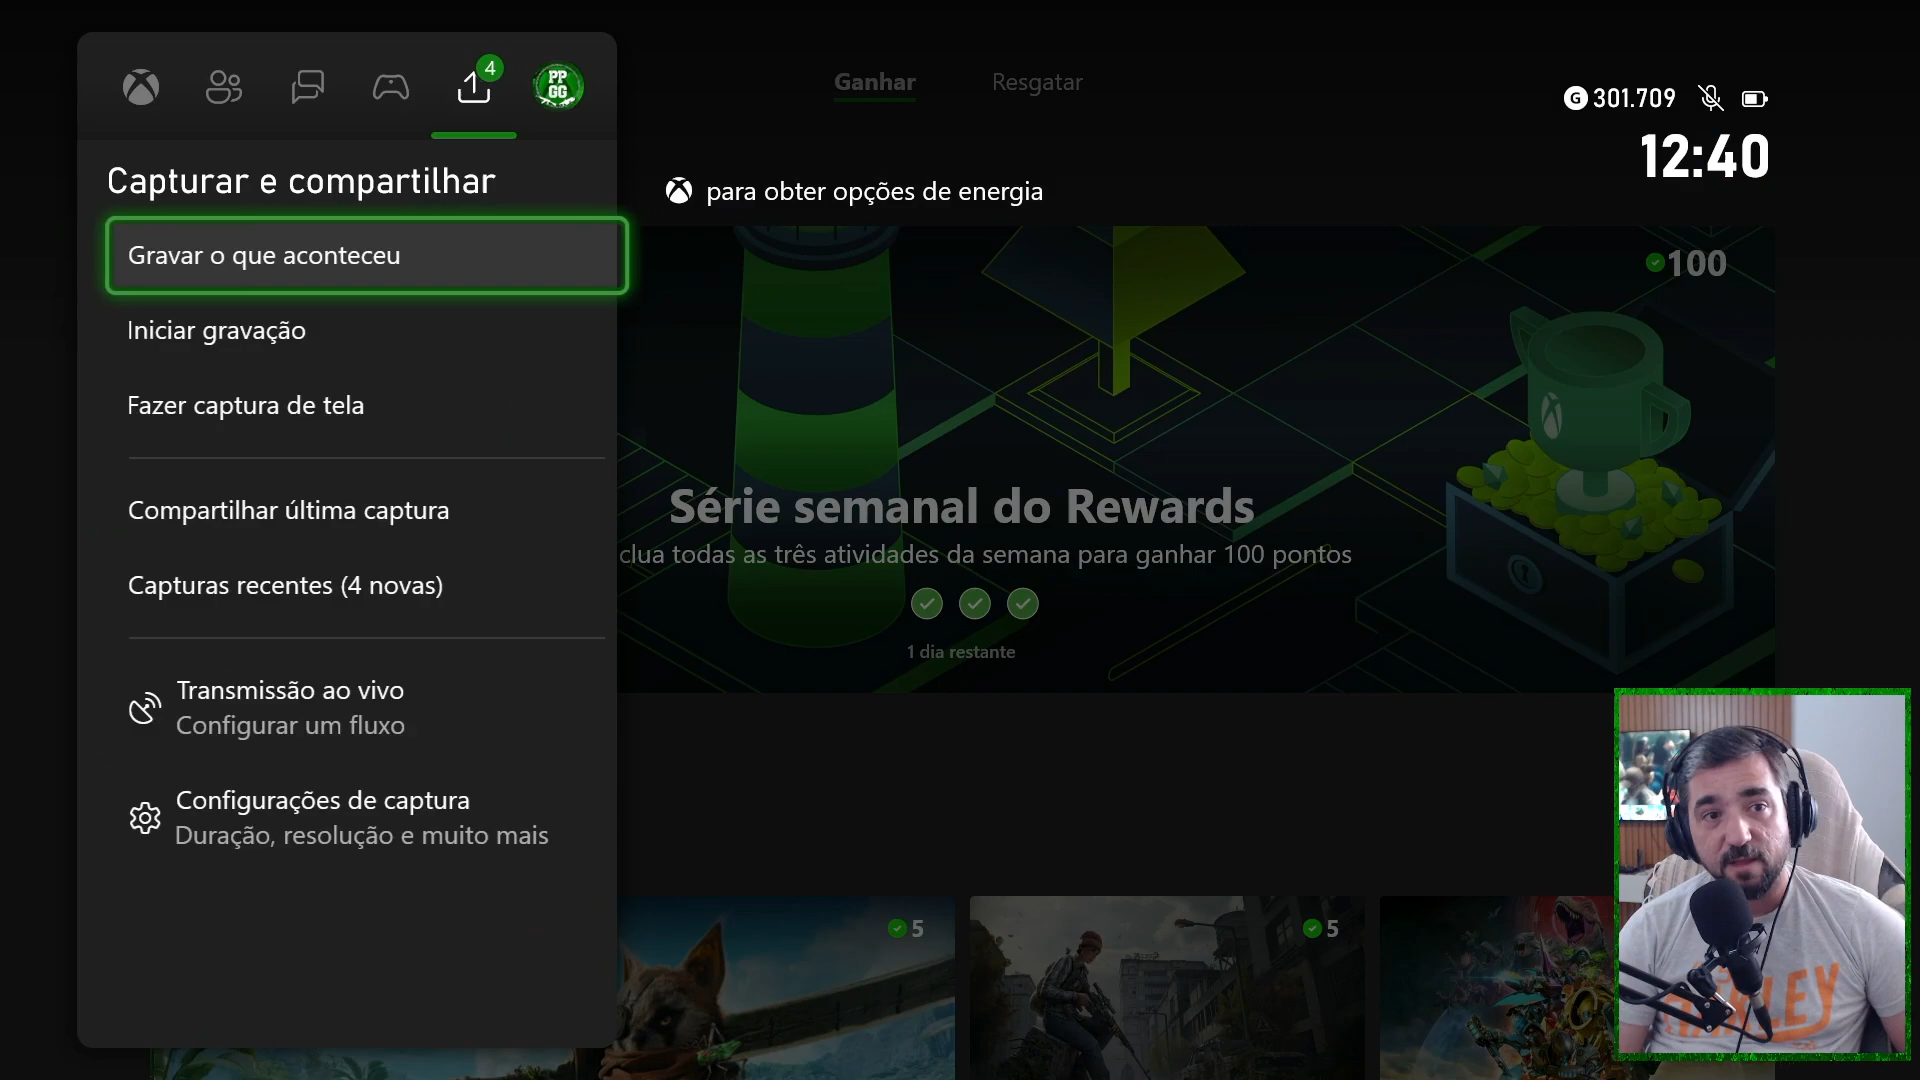 4
PP
GG
Ganhar
Resgatar
G 301.709
12:40
Capturar e compartilhar
para obter opções de energia
Gravar o que aconteceu
100
Iniciar gravação
Fazer captura de tela
Série semanal do Rewards
clua todas as três atividades da semana para ganhar 100 pontos
Compartilhar última captura
Capturas recentes (4 novas)
1 dia restante
Transmissão ao vivo
Configurar um fluxo
Configurações de captura
Duração, resolução e muito mais
5
5